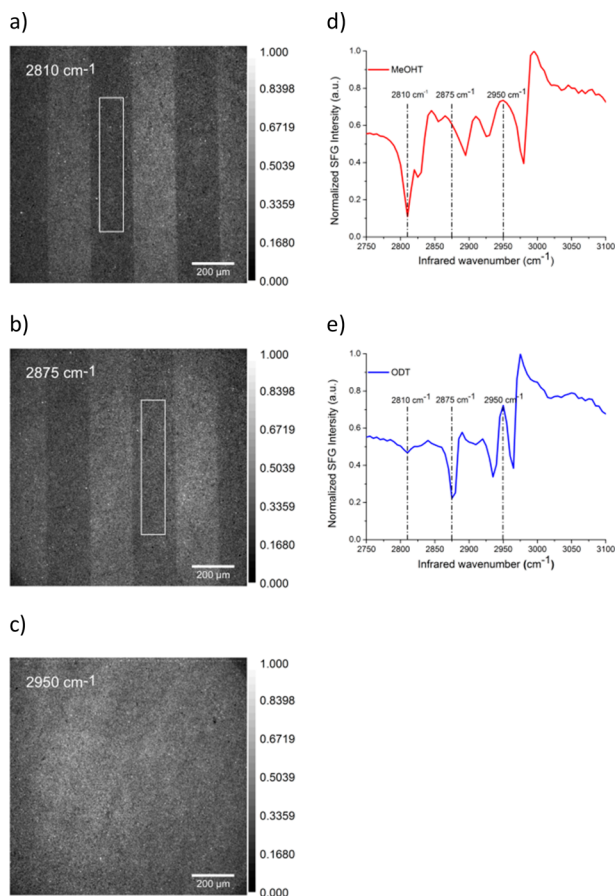 a)
2810 cm-1
200 µm
1.000
0.8398
0.6719
0.5039
0.3359
0.1680
0.000
d)
Normalized SFG Intensity (a.u.)
1.0
0.8
0.6
0.4
0.2
0.0
MeOHT
2810 cm-1
2875 cm-1
2950 cm-1
2750 2800 2850 2900 2950 3000 3050 3100
Infrared wavenumber (cm-1)
b)
2875 cm-1
200 µm
1.000
0.8398
0.6719
0.5039
0.3359
0.1680
0.000
e)
Normalized SFG Intensity (a.u.)
1.0
0.8
0.6
0.4
0.2
0.0
ODT
2810 cm-1
2875 cm-1
2950 cm-1
2750 2800 2850 2900 2950 3000 3050 3100
Infrared wavenumber (cm-1)
c)
2950 cm-1
200 µm
1.000
0.8398
0.6719
0.5039
0.3359
0.1680
0.000